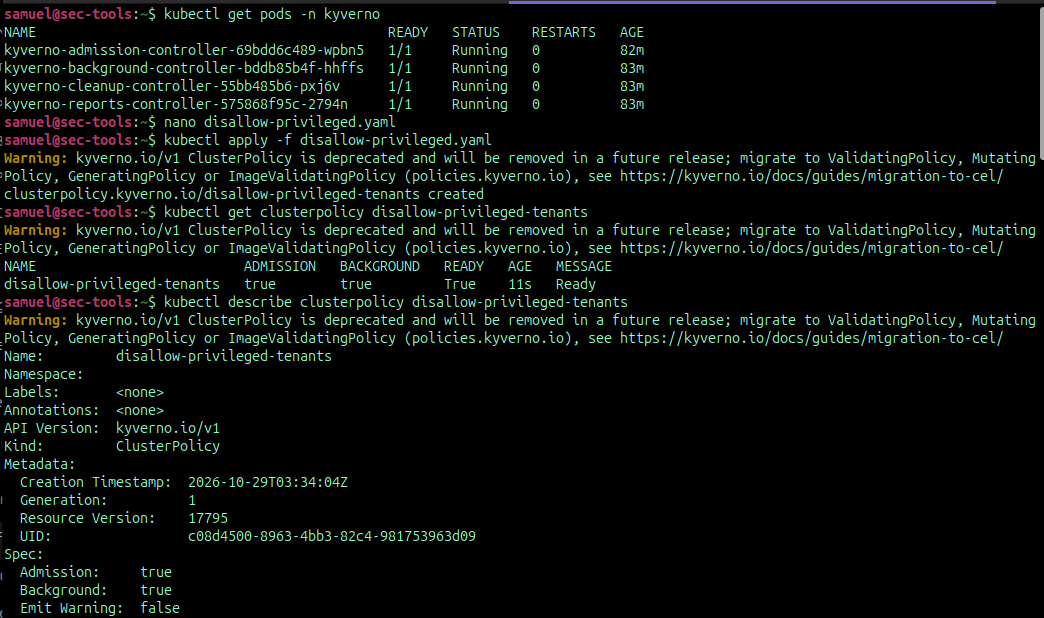 samuel@sec-tools:~$ kubectl get pods -n kyverno
NAME                                             READY   STATUS    RESTARTS   AGE
kyverno-admission-controller-69bdd6c489-wpbn5   1/1     Running   0          82m
kyverno-background-controller-bddb85b4f-hhffs   1/1     Running   0          83m
kyverno-cleanup-controller-55bb485b6-pxj6v      1/1     Running   0          83m
kyverno-reports-controller-575868f95c-2794n     1/1     Running   0          83m
samuel@sec-tools:~$ nano disallow-privileged.yaml
samuel@sec-tools:~$ kubectl apply -f disallow-privileged.yaml
Warning: kyverno.io/v1 ClusterPolicy is deprecated and will be removed in a future release; migrate to ValidatingPolicy, Mutating
Policy, GeneratingPolicy or ImageValidatingPolicy (policies.kyverno.io), see https://kyverno.io/docs/guides/migration-to-cel/
clusterpolicy.kyverno.io/disallow-privileged-tenants created
samuel@sec-tools:~$ kubectl get clusterpolicy disallow-privileged-tenants
Warning: kyverno.io/v1 ClusterPolicy is deprecated and will be removed in a future release; migrate to ValidatingPolicy, Mutating
Policy, GeneratingPolicy or ImageValidatingPolicy (policies.kyverno.io), see https://kyverno.io/docs/guides/migration-to-cel/
NAME                          ADMISSION   BACKGROUND   READY   AGE   MESSAGE
disallow-privileged-tenants   true        true         True    11s   Ready
samuel@sec-tools:~$ kubectl describe clusterpolicy disallow-privileged-tenants
Warning: kyverno.io/v1 ClusterPolicy is deprecated and will be removed in a future release; migrate to ValidatingPolicy, Mutating
Policy, GeneratingPolicy or ImageValidatingPolicy (policies.kyverno.io), see https://kyverno.io/docs/guides/migration-to-cel/
Name:         disallow-privileged-tenants
Namespace:
Labels:       <none>
Annotations:  <none>
API Version:  kyverno.io/v1
Kind:         ClusterPolicy
Metadata:
  Creation Timestamp:  2026-10-29T03:34:04Z
  Generation:          1
  Resource Version:    17795
  UID:                 c08d4500-8963-4bb3-82c4-981753963d09
Spec:
  Admission:     true
  Background:    true
  Emit Warning:  false